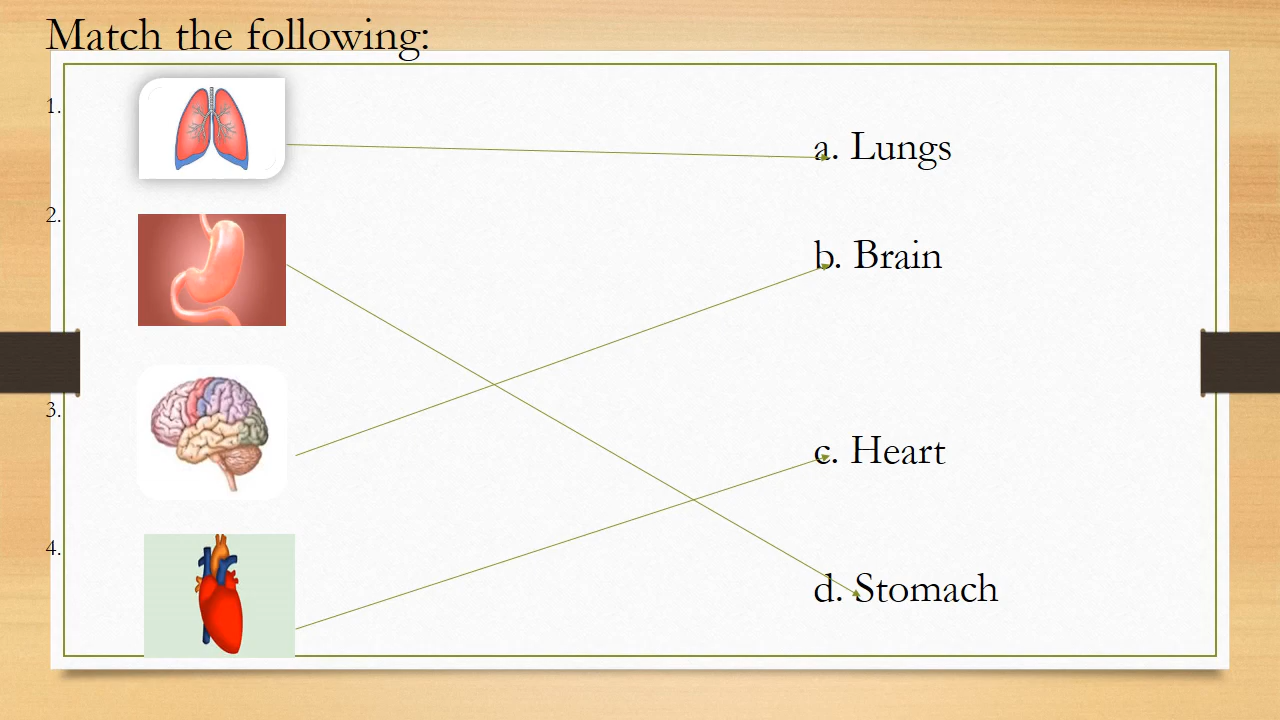 Match the following:
1.
a. Lungs
2.
b. Brain
3.
c. Heart
4.
d. Stomach